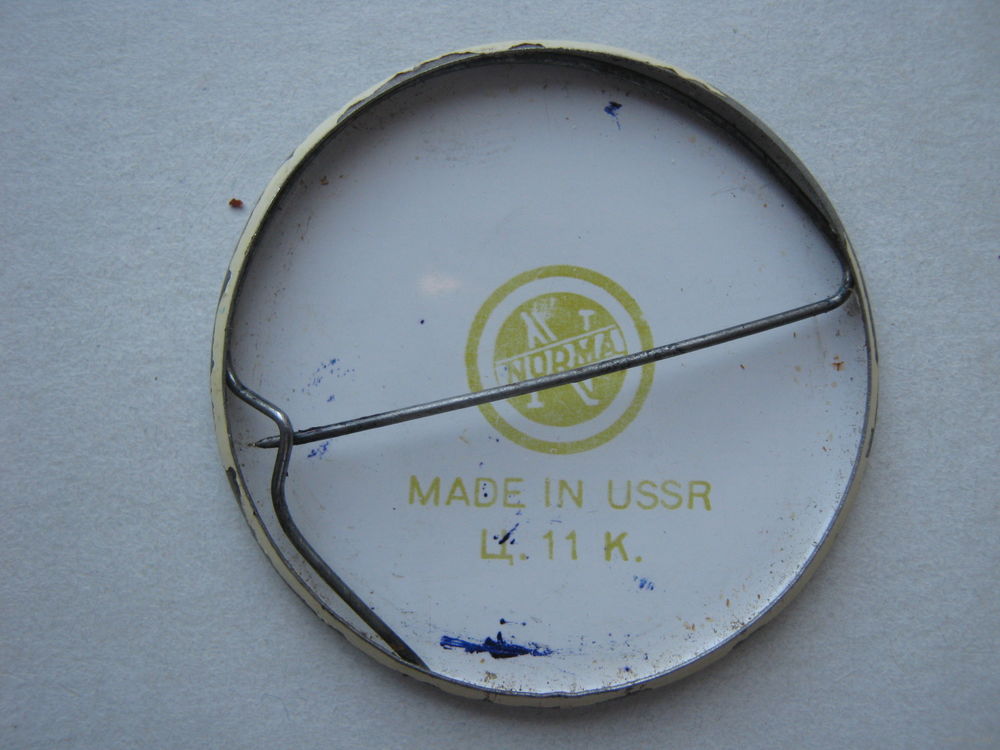 NORMA
MADE IN USSR
Ц. 11 К.